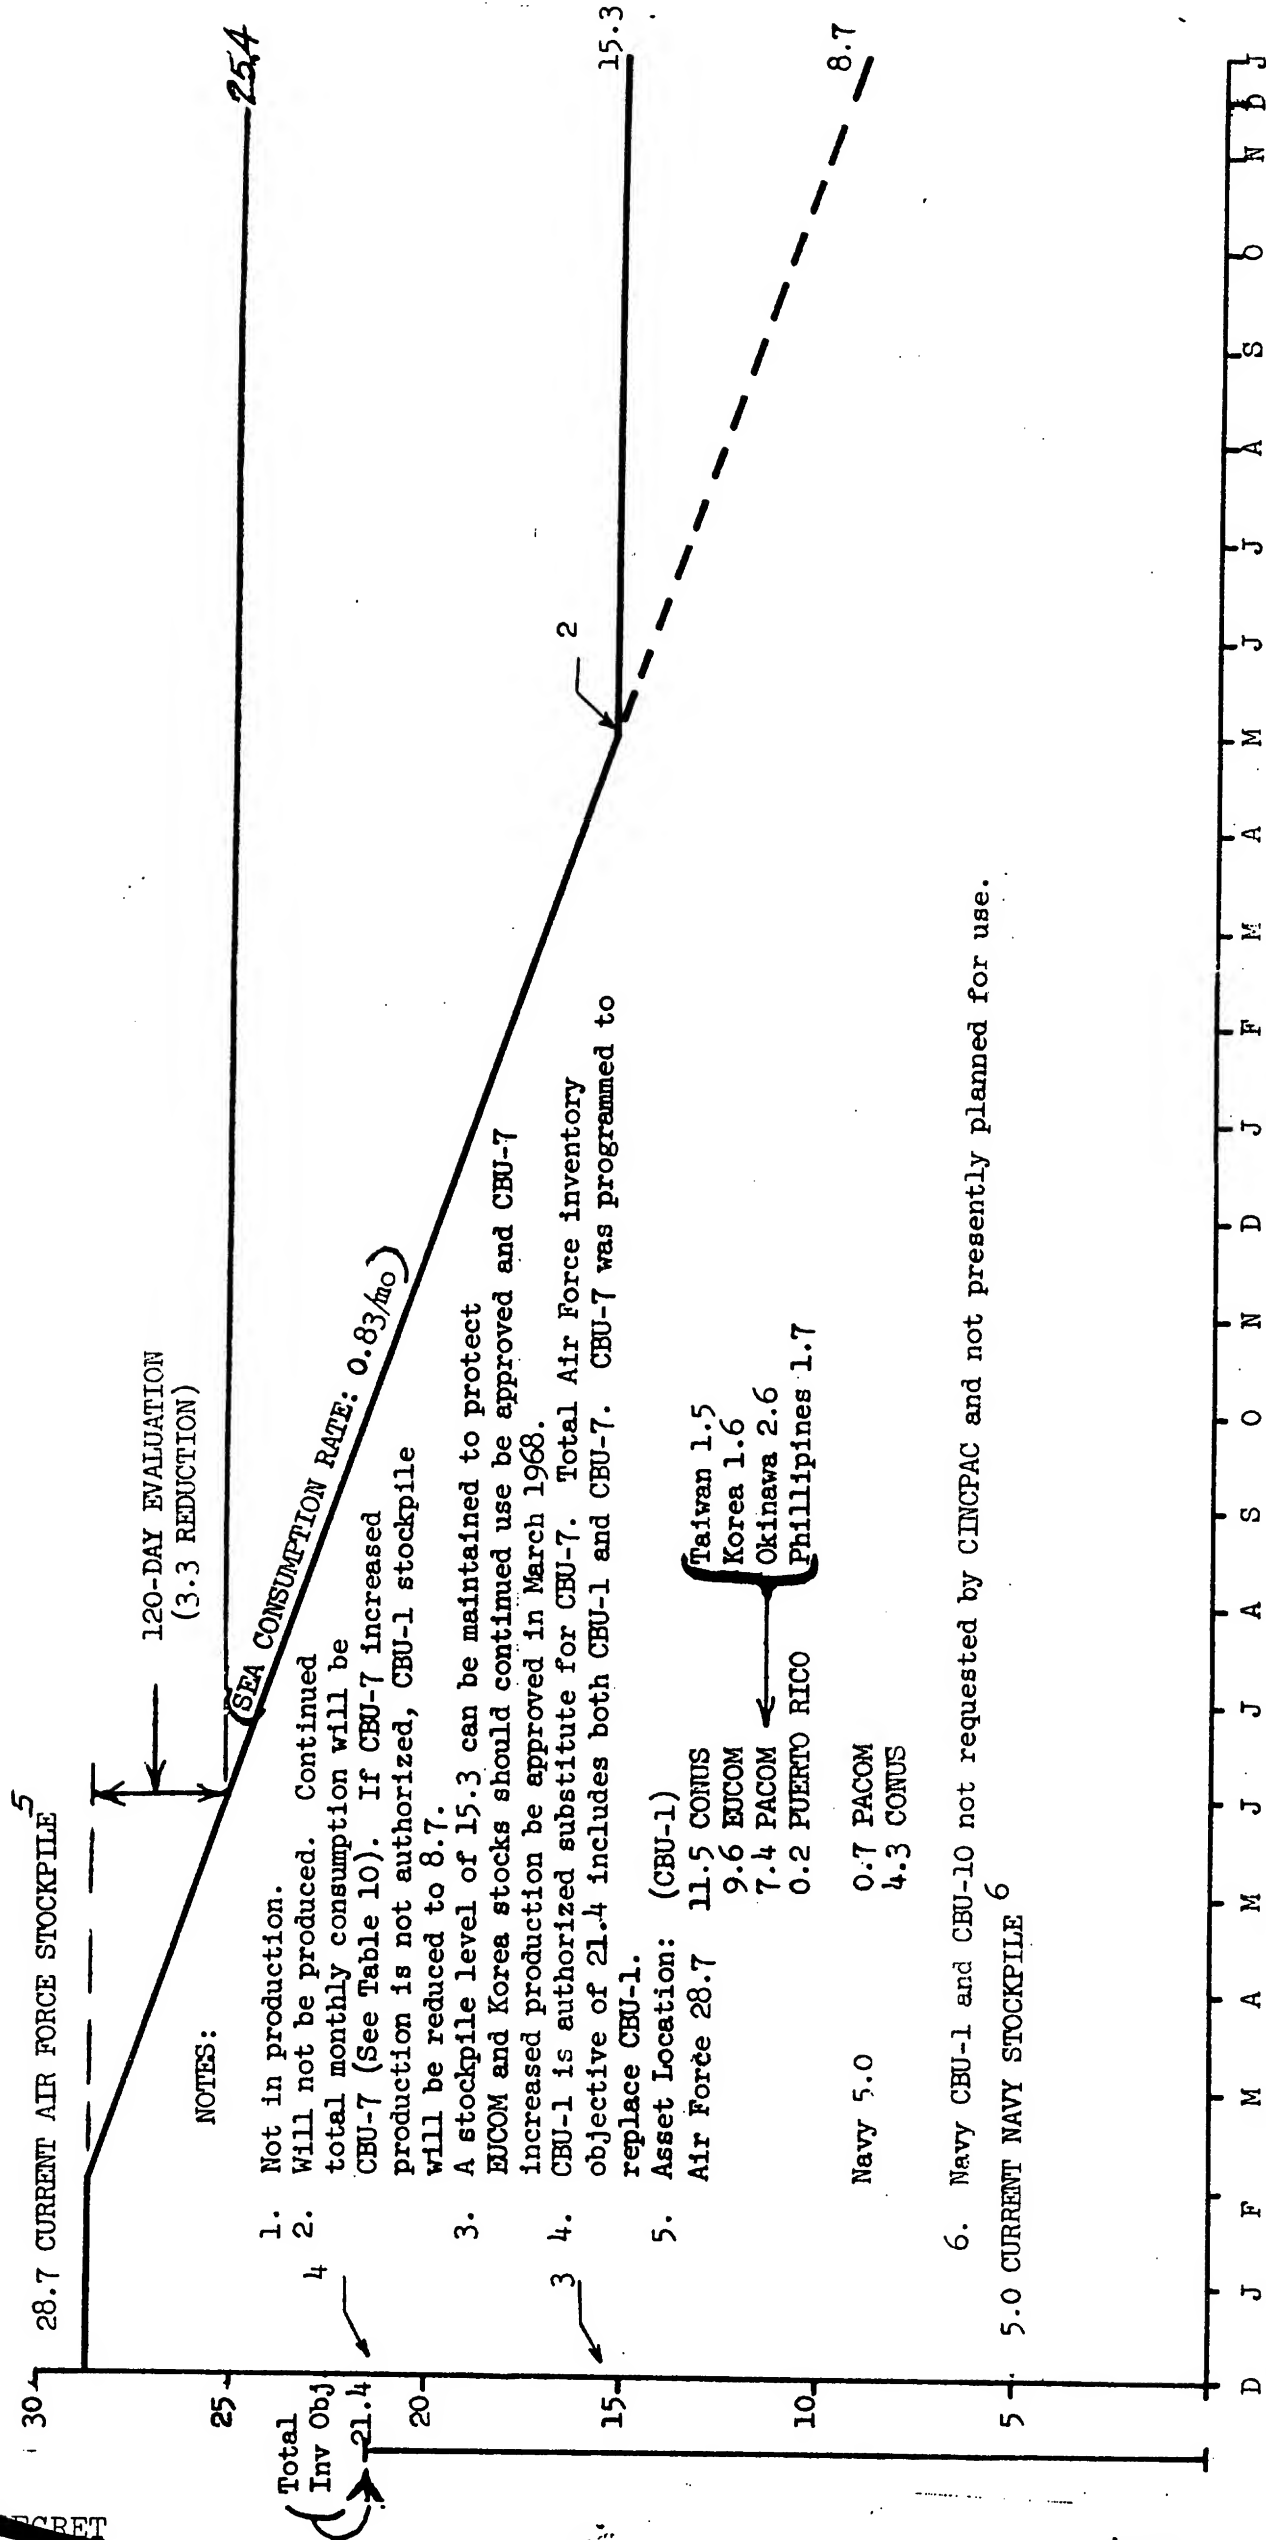 SECRET
28.7 CURRENT AIR FORCE STOCKPILE 5
120-DAY EVALUATION
(3.3 REDUCTION)
25.4
(SEA CONSUMPTION RATE: 0.83/mo)
30
25
Total
Inv Obj
21.4
20
15
10
5
4
3
2
15.3
8.7
NOTES:
1. Not in production.
2. Will not be produced. Continued
total monthly consumption will be
CBU-7 (See Table 10). If CBU-7 increased
production is not authorized, CBU-1 stockpile
will be reduced to 8.7.
3. A stockpile level of 15.3 can be maintained to protect
EUCOM and Korea stocks should continued use be approved and CBU-7
increased production be approved in March 1968.
4. CBU-1 is authorized substitute for CBU-7. Total Air Force inventory
objective of 21.4 includes both CBU-1 and CBU-7. CBU-7 was programmed to
replace CBU-1.
5. Asset Location: (CBU-1)
Air Force 28.7 11.5 CONUS
9.6 EUCOM
7.4 PACOM
0.2 PUERTO RICO
Taiwan 1.5
Korea 1.6
Okinawa 2.6
Phillipines 1.7
Navy 5.0 0.7 PACOM
4.3 CONUS
6. Navy CBU-1 and CBU-10 not requested by CINCPAC and not presently planned for use.
5.0 CURRENT NAVY STOCKPILE 6
D J F M A M J J A S O N D J F M A M J J A S O N D J